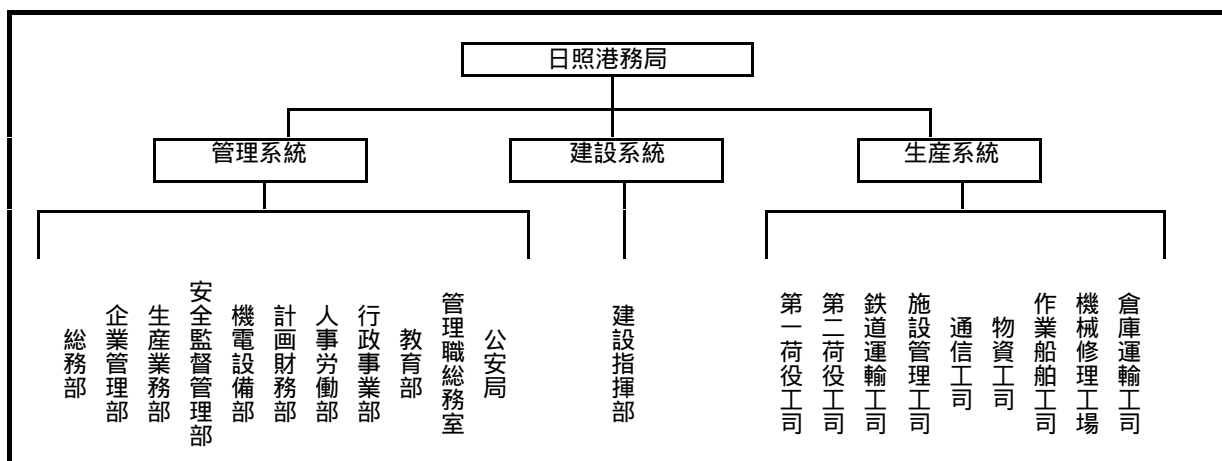 日照港務局
管理系統
建設系統
生産系統
総務部
企業管理部
生産業務部
安全監督管理部
機電設備部
計画財務部
人事労働部
行政事業部
教育部
管理職総務室
公安局
建設指揮部
第一荷役工司
第二荷役工司
鉄道運輸工司
施設管理工司
通信工司
物資工司
作業船舶工司
機械修理工場
倉庫運輸工司